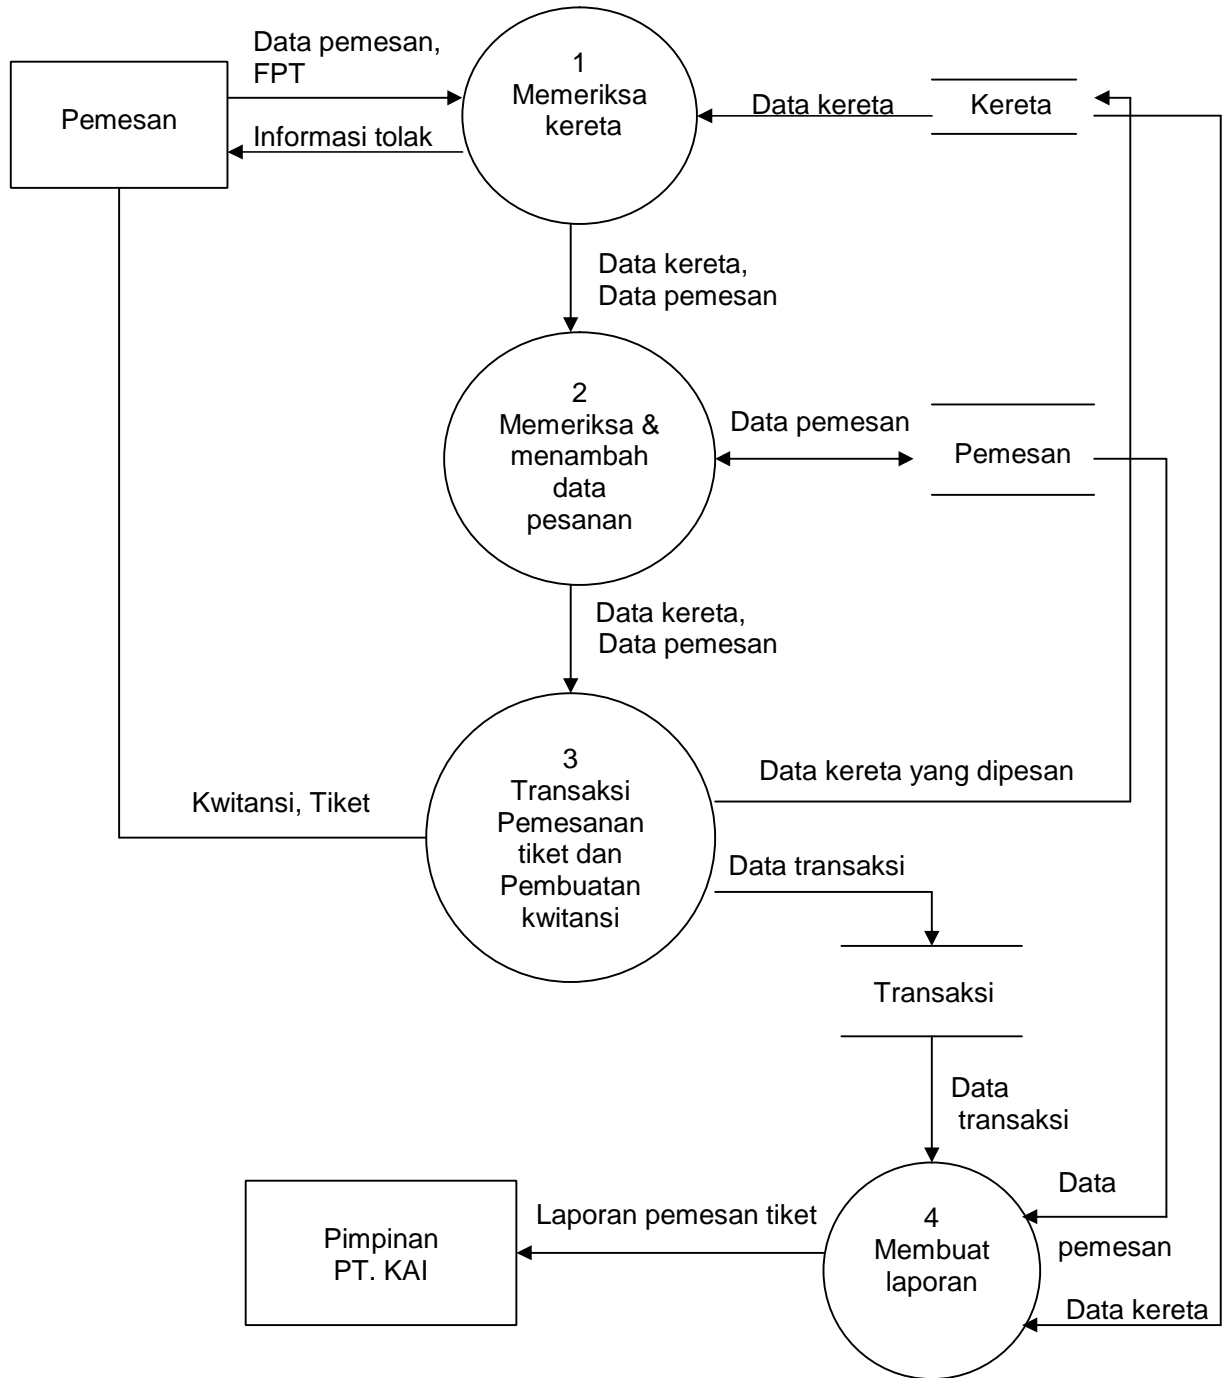 Data pemesan,
FPT
Pemesan
Informasi tolak
1
Memeriksa
kereta
Data kereta
Kereta
Data kereta,
Data pemesan
2
Memeriksa &
menambah
data
pesanan
Data pemesan
Pemesan
Data kereta,
Data pemesan
3
Transaksi
Pemesanan
tiket dan
Pembuatan
kwitansi
Kwitansi, Tiket
Data kereta yang dipesan
Data transaksi
Transaksi
Data
transaksi
Pimpinan
PT. KAI
Laporan pemesan tiket
4
Membuat
laporan
Data
pemesan
Data kereta